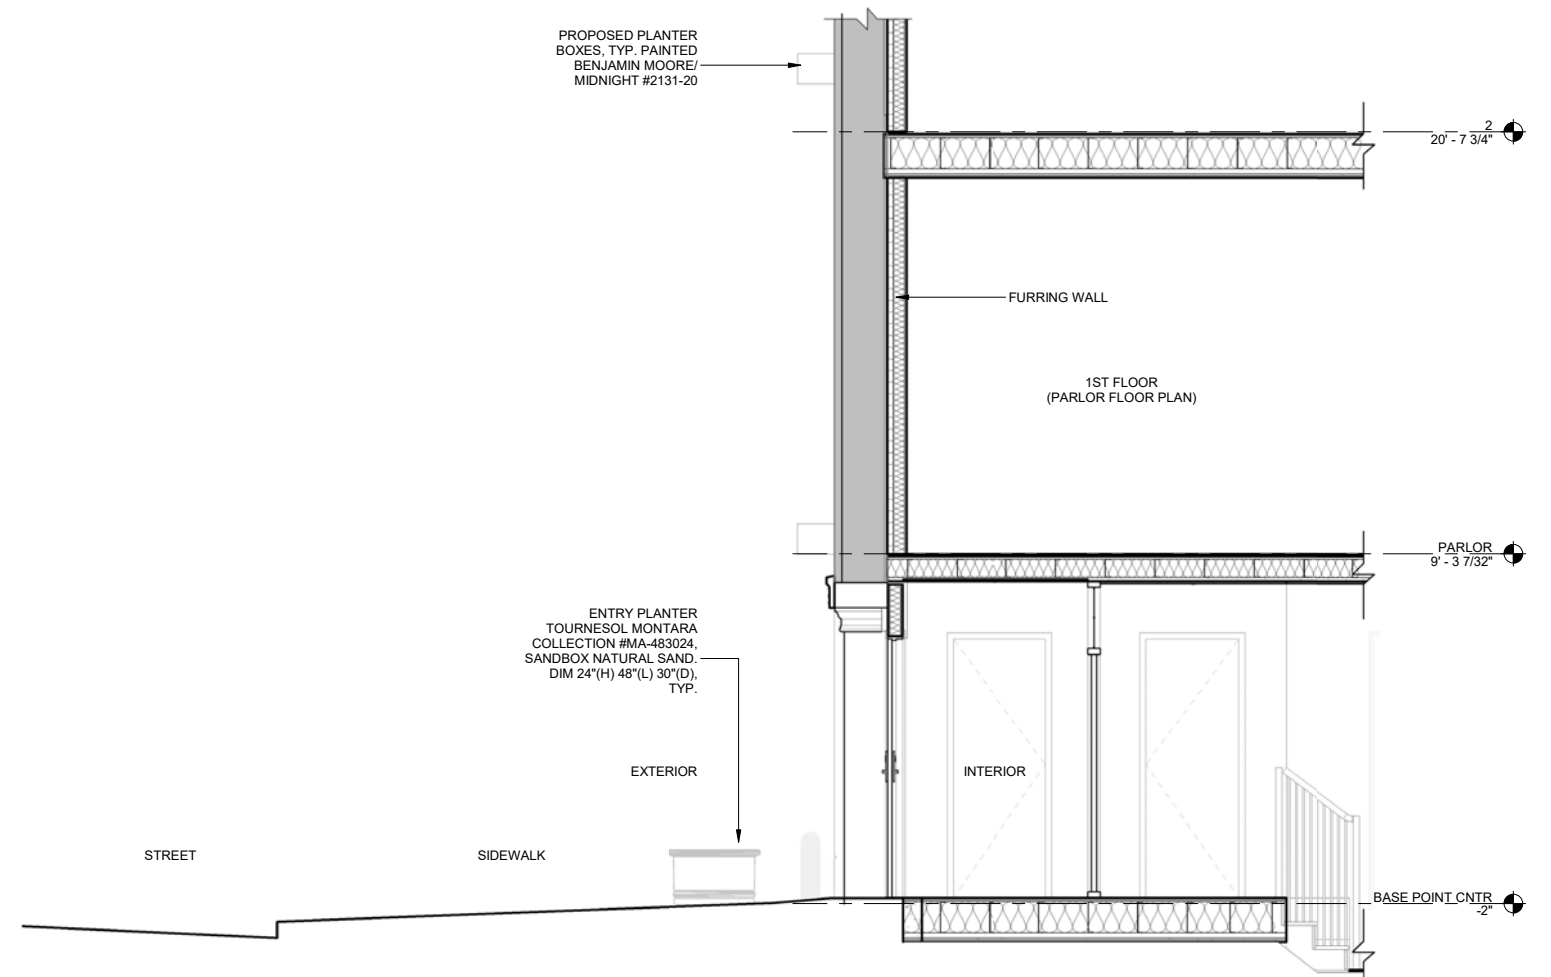 PROPOSED PLANTER
BOXES, TYP. PAINTED
BENJAMIN MOORE/
MIDNIGHT #2131-20
2
20' - 7 3/4"
FURRING WALL
1ST FLOOR
(PARLOR FLOOR PLAN)
PARLOR
9' - 3 7/32"
ENTRY PLANTER
TOURNESOL MONTARA
COLLECTION #MA-483024,
SANDBOX NATURAL SAND.
DIM 24"(H) 48"(L) 30"(D),
TYP.
EXTERIOR
INTERIOR
STREET
SIDEWALK
BASE POINT CNTR
-2"